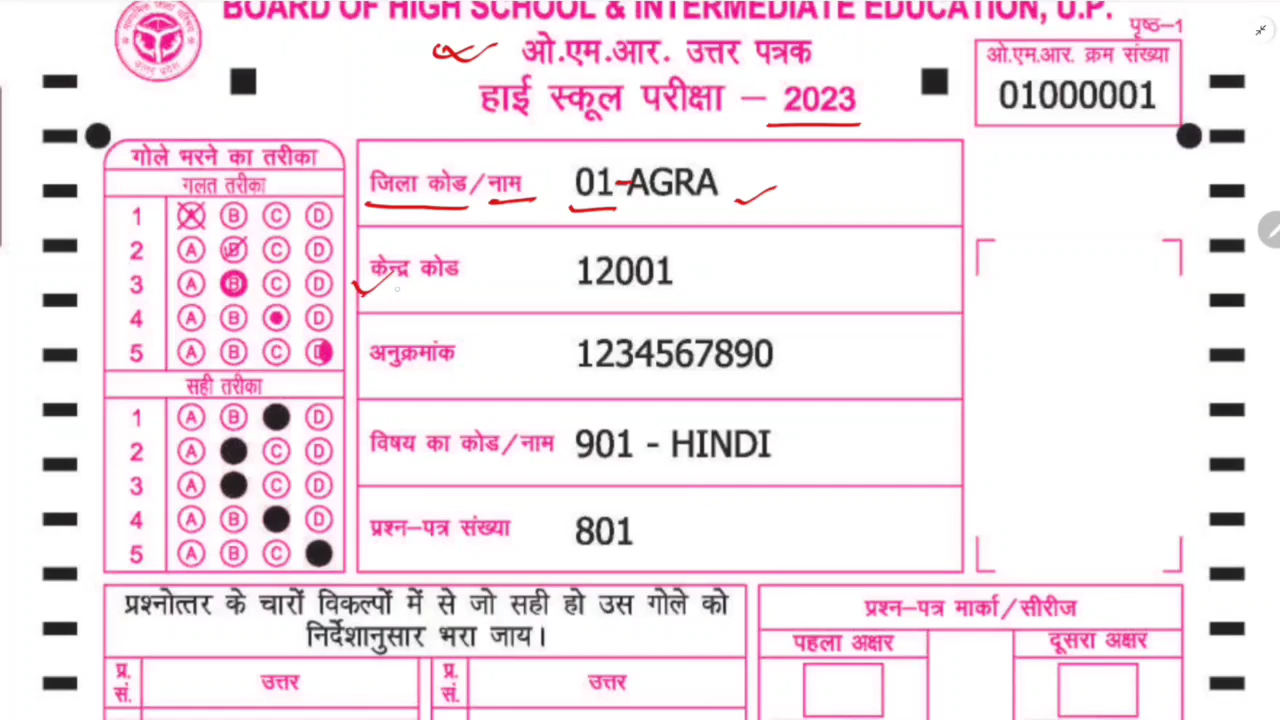 BOARD OF HIGH SCHOOL & INTERMEDIATE EDUCATION, U.P.
पृष्ठ-1
ओ.एम.आर. उत्तर पत्रक
हाई स्कूल परीक्षा – 2023
ओ.एम.आर. क्रम संख्या
01000001
गोले भरने का तरीका
गलत तरीका
1 A B C D
2 A B C D
3 A B C D
4 A B D
5 A B C D
सही तरीका
1 A B D
2 A C D
3 A C D
4 A B D
5 A B C
जिला कोड/नाम 01-AGRA
केन्द्र कोड 12001
अनुक्रमांक 1234567890
विषय का कोड/नाम 901 - HINDI
प्रश्न-पत्र संख्या 801
प्रश्नोत्तर के चारों विकल्पों में से जो सही हो उस गोले को
निर्देशानुसार भरा जाय।
प्र. सं. उत्तर प्र. सं. उत्तर
प्रश्न-पत्र मार्का/सीरीज
पहला अक्षर दूसरा अक्षर